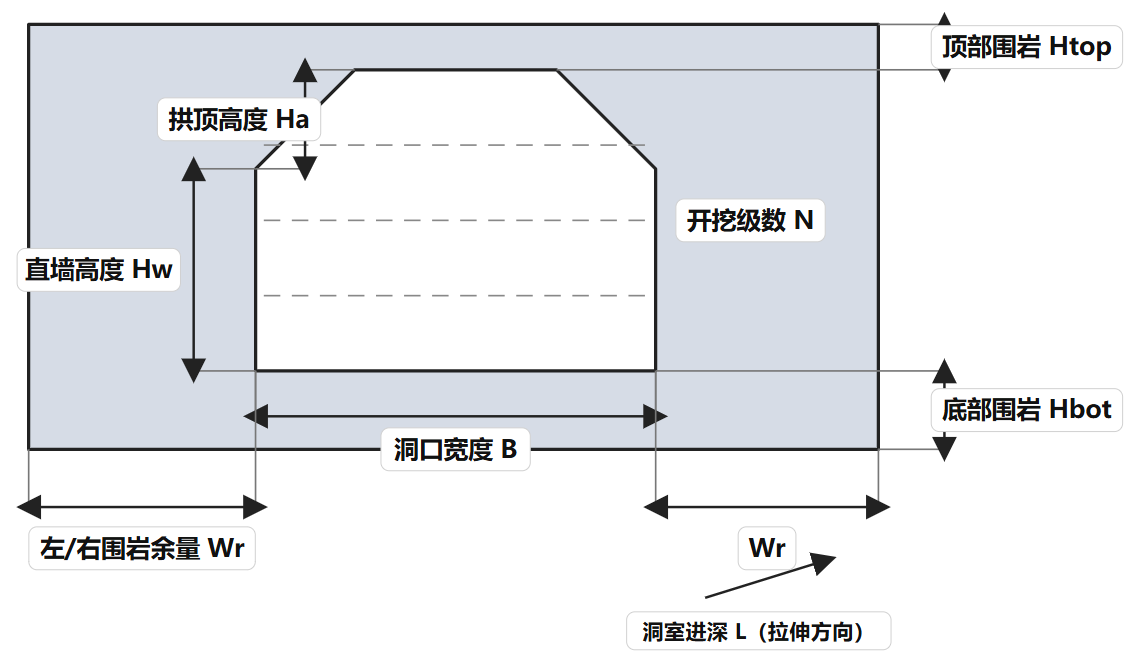 顶部围岩 Htop
拱顶高度 Ha
开挖级数 N
直墙高度 Hw
底部围岩 Hbot
洞口宽度 B
左/右围岩余量 Wr
Wr
洞室进深 L（拉伸方向）